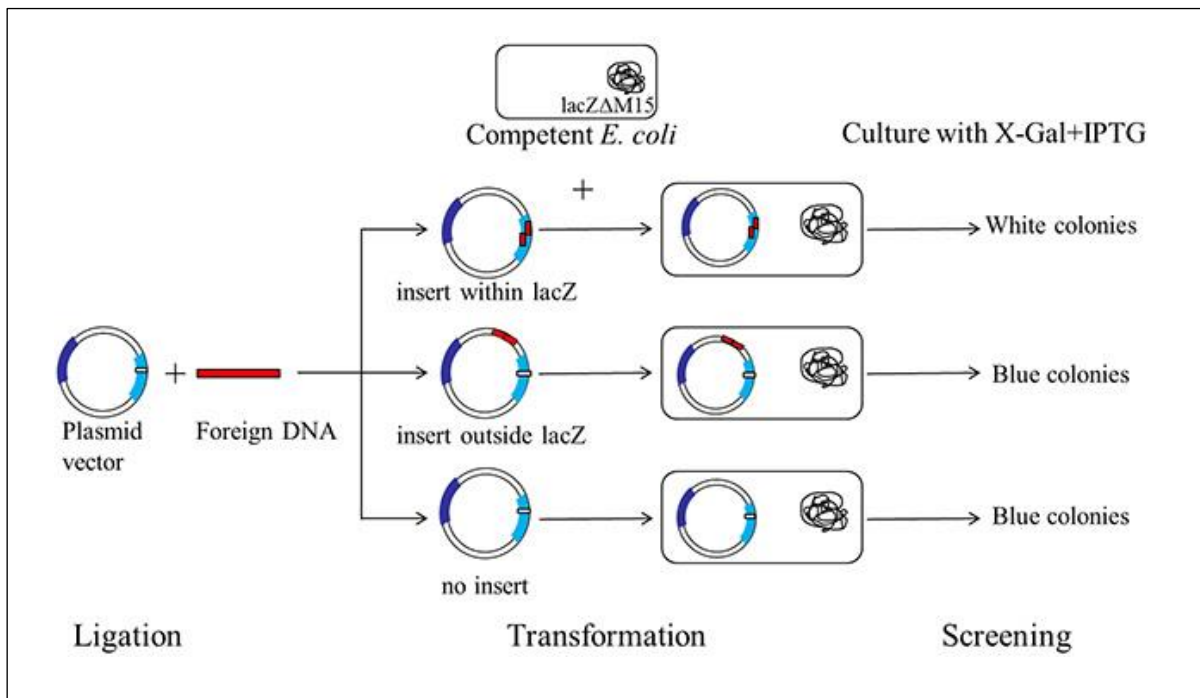 lacZΔM15
Competent E. coli
Culture with X-Gal+IPTG
+
insert within lacZ
White colonies
+
Plasmid
vector
Foreign DNA
insert outside lacZ
Blue colonies
no insert
Blue colonies
Ligation
Transformation
Screening